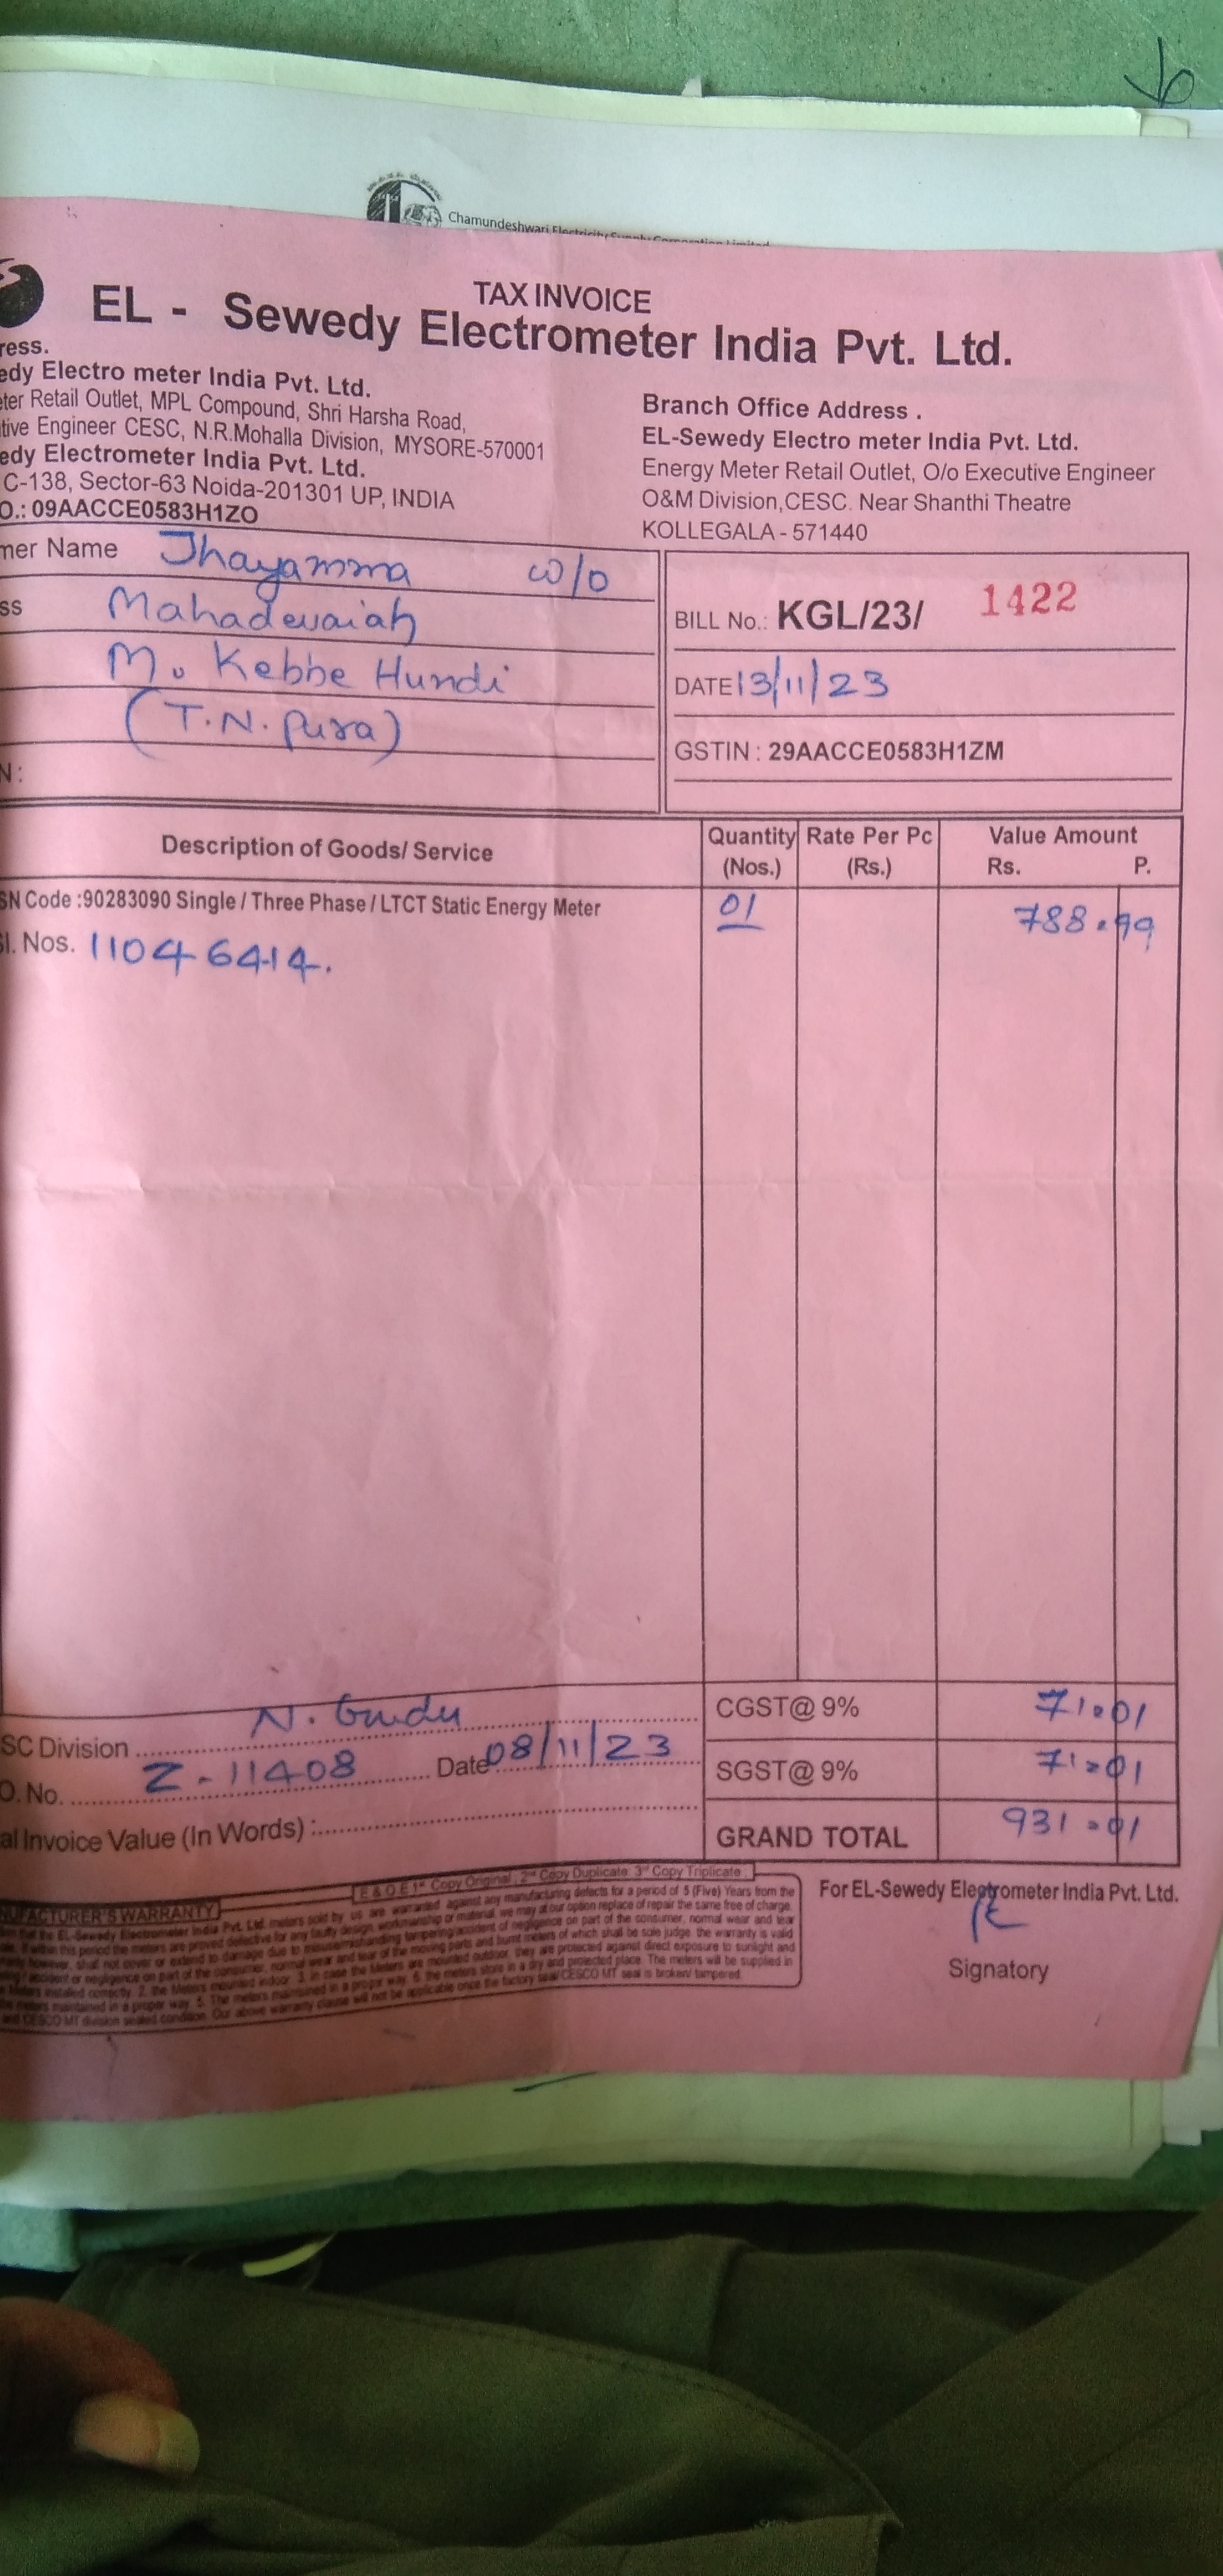 Chamundeshwari Electricity Supply Corporation Limited
TAX INVOICE
EL - Sewedy Electrometer India Pvt. Ltd.
ress.
edy Electro meter India Pvt. Ltd.
ter Retail Outlet, MPL Compound, Shri Harsha Road,
tive Engineer CESC, N.R.Mohalla Division, MYSORE-570001
edy Electrometer India Pvt. Ltd.
C-138, Sector-63 Noida-201301 UP, INDIA
O.: 09AACCE0583H1ZO
Branch Office Address .
EL-Sewedy Electro meter India Pvt. Ltd.
Energy Meter Retail Outlet, O/o Executive Engineer
O&M Division,CESC. Near Shanthi Theatre
KOLLEGALA - 571440
mer Name Jhayamma w/o
ss Mahadevaiah
M. Kebbe Hundi
(T.N. Pura)
N :
BILL No.: KGL/23/ 1422
DATE 13/11/23
GSTIN : 29AACCE0583H1ZM
Description of Goods/ Service Quantity (Nos.) Rate Per Pc (Rs.) Value Amount Rs. P.
SN Code :90283090 Single / Three Phase / LTCT Static Energy Meter 01 788.99
Sl. Nos. 11046414.
SC Division N. Gudu
O. No. Z-11408 Date 08/11/23
al Invoice Value (In Words) :
CGST@ 9% 71.01
SGST@ 9% 71.01
GRAND TOTAL 931.01
E & O E 1st Copy Original, 2nd Copy Duplicate 3rd Copy Triplicate
NUFACTURER'S WARRANTY
For EL-Sewedy Electrometer India Pvt. Ltd.
Signatory